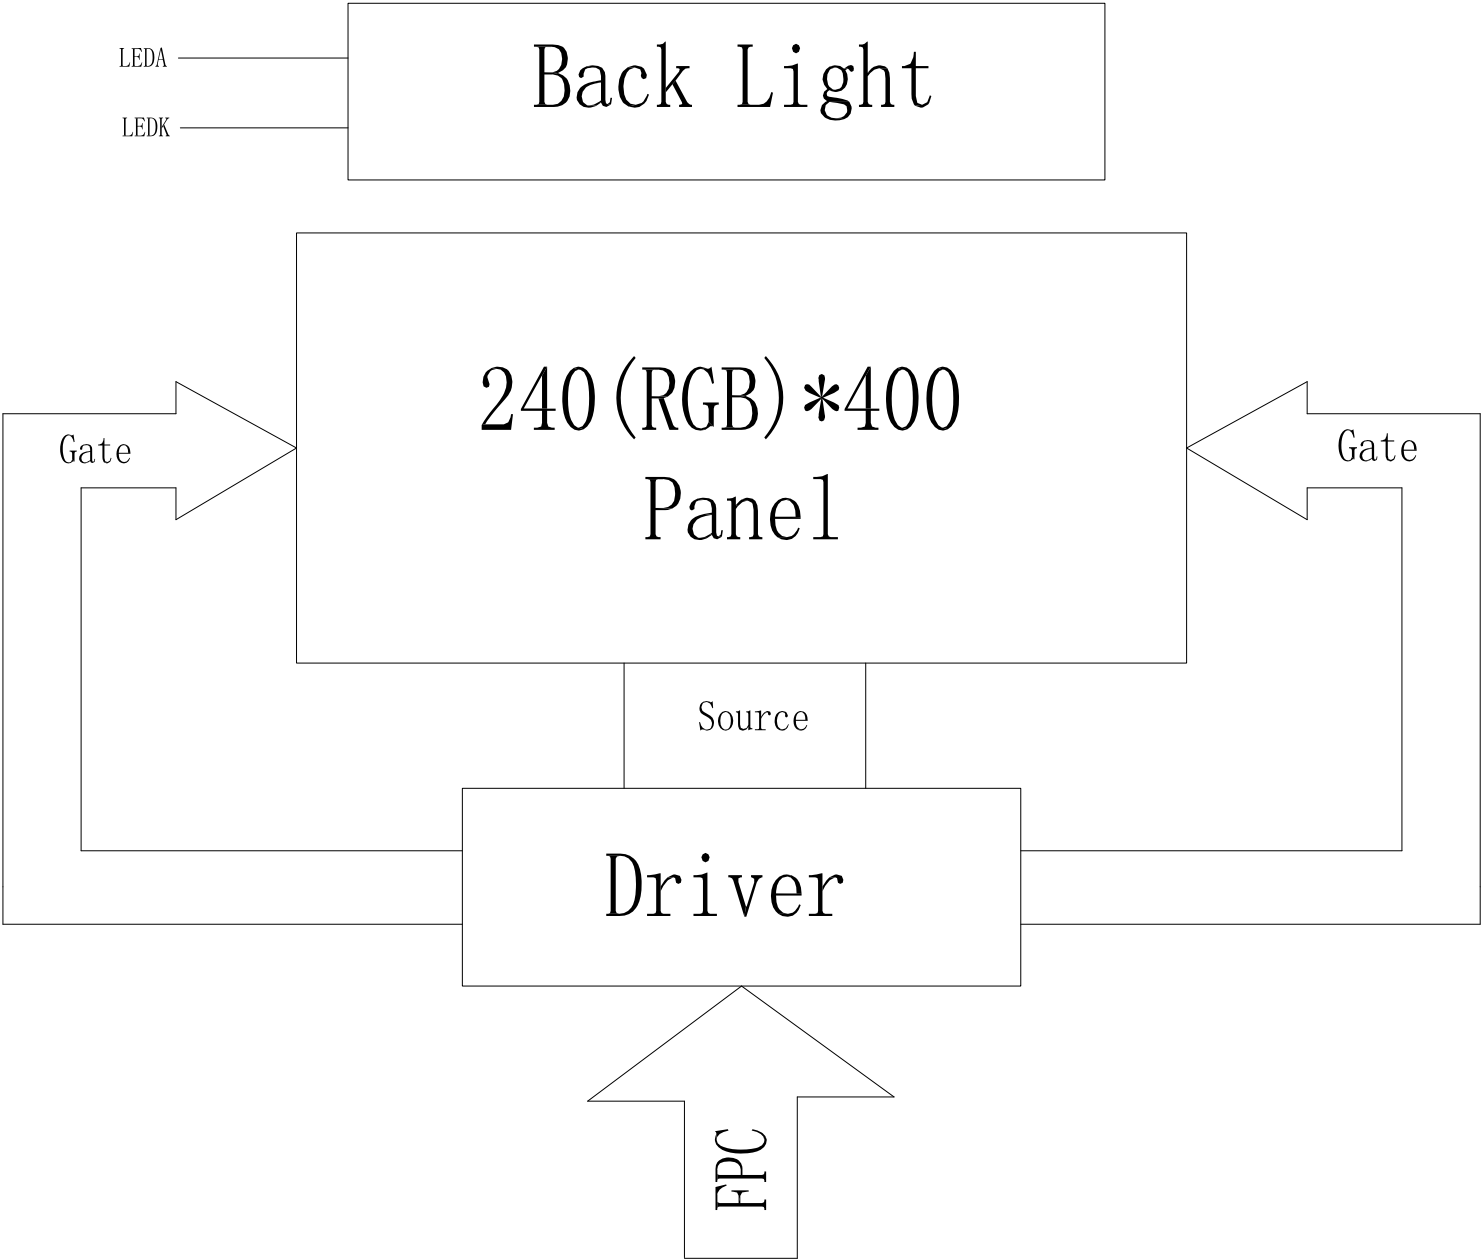 LEDA
Back Light
LEDK
240(RGB)*400
Panel
Gate
Gate
Source
Driver
FPC